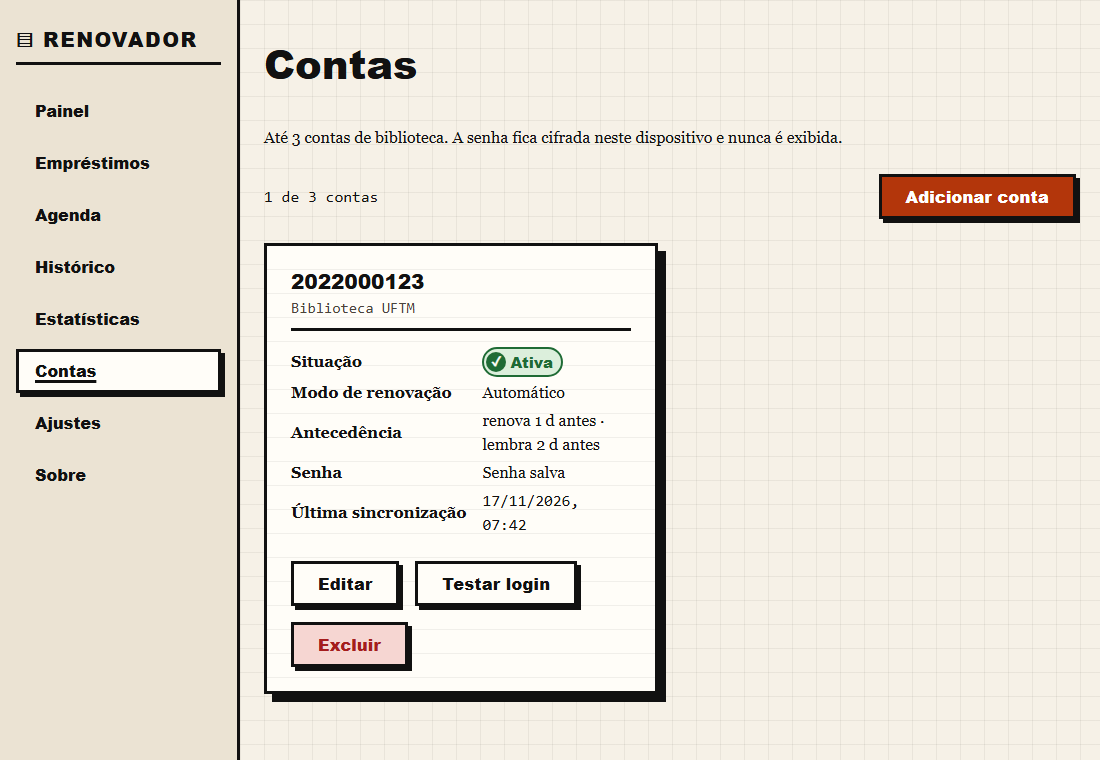 RENOVADOR
Painel
Empréstimos
Agenda
Histórico
Estatísticas
Contas
Ajustes
Sobre
Contas
Até 3 contas de biblioteca. A senha fica cifrada neste dispositivo e nunca é exibida.
1 de 3 contas
Adicionar conta
2022000123
Biblioteca UFTM
Situação ✓ Ativa
Modo de renovação Automático
Antecedência renova 1 d antes ·
lembra 2 d antes
Senha Senha salva
Última sincronização 17/11/2026,
07:42
Editar Testar login
Excluir